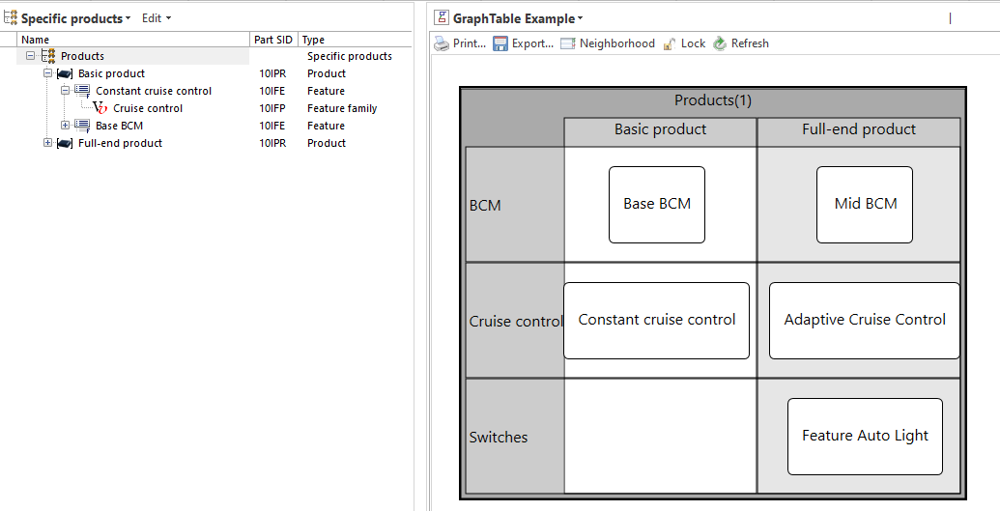 Specific products Edit
Name Part SID Type
Products Specific products
Basic product 10IPR Product
Constant cruise control 10IFE Feature
Cruise control 10IFP Feature family
Base BCM 10IFE Feature
Full-end product 10IPR Product
GraphTable Example
Print... Export... Neighborhood Lock Refresh
Products(1)
Basic product Full-end product
BCM Base BCM Mid BCM
Cruise control Constant cruise control Adaptive Cruise Control
Switches Feature Auto Light